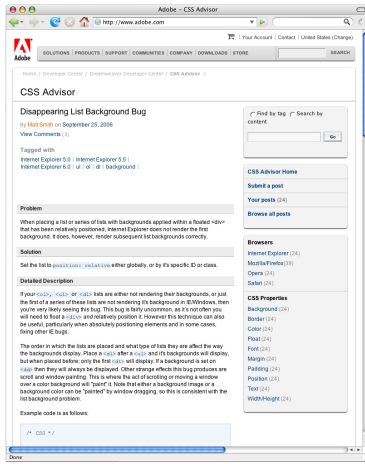 Adobe - CSS Advisor
http://www.adobe.com
Your Account | Contact | United States (Change)
Adobe
SOLUTIONS PRODUCTS SUPPORT COMMUNITIES COMPANY DOWNLOADS STORE
SEARCH
Home / Developer Center / Dreamweaver Developer Center / CSS Advisor /
CSS Advisor
Disappearing List Background Bug
by Matt Smith on September 25, 2006
View Comments (3)
Tagged with
Internet Explorer 5.0 | Internet Explorer 5.5 |
Internet Explorer 6.0 | ul | ol | dl | background |
Problem
When placing a list or series of lists with backgrounds applied within a floated <div>
that has been relatively positioned, Internet Explorer does not render the first
background. It does, however, render subsequent list backgrounds correctly.
Solution
Set the list to position: relative either globally, or by it's specific ID or class.
Detailed Description
If your <ol>, <ul> or <dl> lists are either not rendering their backgrounds, or just
the first of a series of these lists are not rendering its background in IE/Windows, then
you're very likely seeing this bug. This bug is fairly uncommon, as it's not often you
will need to float a <div> and relatively position it. However this technique can also
be useful, particularly when absolutely positioning elements and in some cases,
fixing other IE bugs.
The order in which the lists are placed and what type of lists they are affect the way
the backgrounds display. Place a <dl> after a <ol> and it's backgrounds will display,
but when placed before, only the first <dl> will display. If a background is set on
<dd> then they will always be displayed. Other strange effects this bug produces are
scroll and window painting. This is where the act of scrolling or moving a window
over a background color will "paint" it. Note that either a background image or a
background color can be "painted" by window dragging, so this is consistent with the
list background problem.
Example code is as follows:
/* CSS */
Find by tag Search by
content
Go
CSS Advisor Home
Submit a post
Your posts (24)
Browse all posts
Browsers
Internet Explorer (24)
Mozilla/Firefox(39)
Opera (24)
Safari (24)
CSS Properties
Background (24)
Border (24)
Color (24)
Float (24)
Font (24)
Margin (24)
Padding (24)
Position (24)
Text (24)
Width/Height (24)
Done